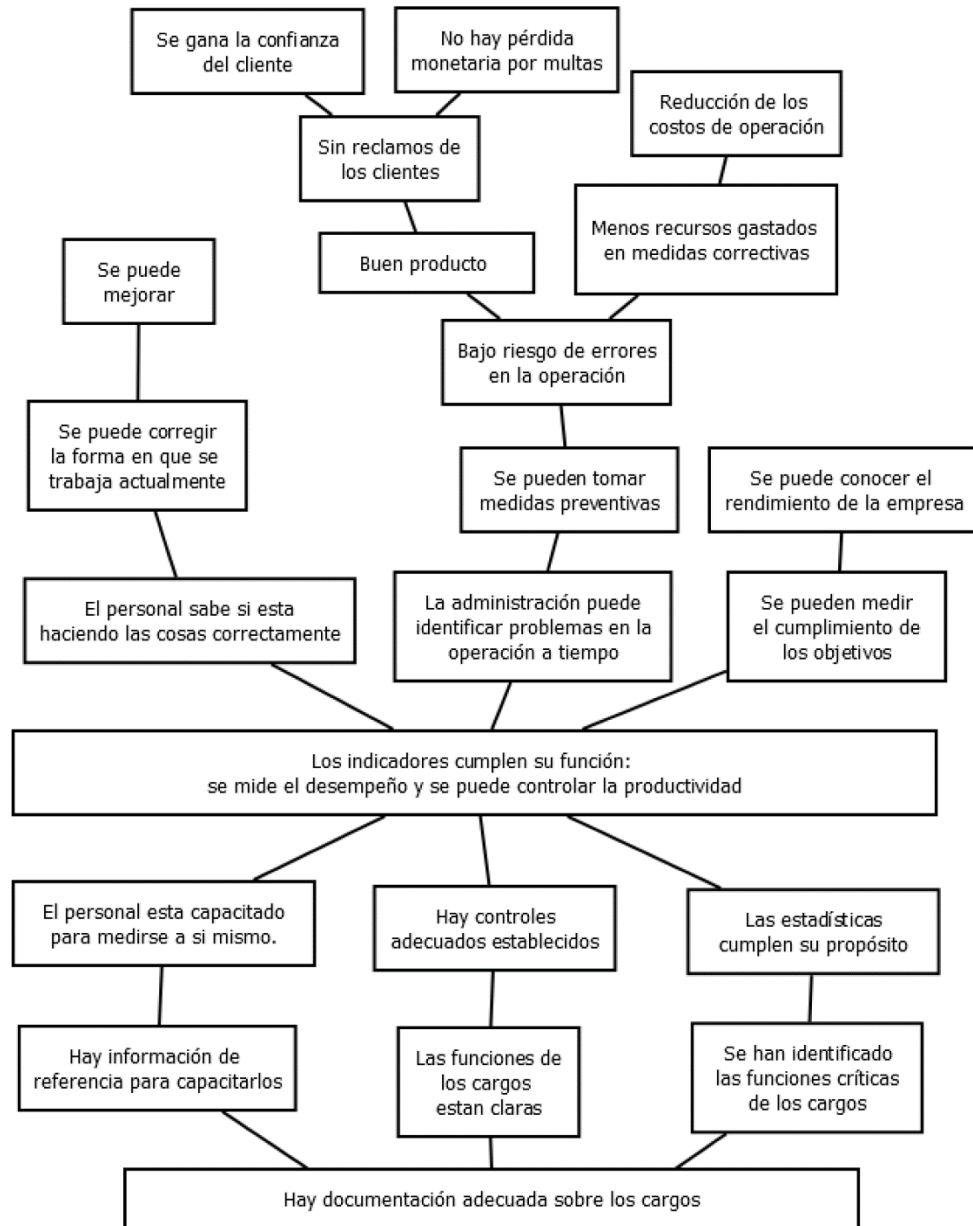 Se gana la confianza
del cliente
No hay pérdida
monetaria por multas
Reducción de los
costos de operación
Sin reclamos de
los clientes
Menos recursos gastados
en medidas correctivas
Buen producto
Se puede
mejorar
Bajo riesgo de errores
en la operación
Se puede corregir
la forma en que se
trabaja actualmente
Se pueden tomar
medidas preventivas
Se puede conocer el
rendimiento de la empresa
El personal sabe si esta
haciendo las cosas correctamente
La administración puede
identificar problemas en la
operación a tiempo
Se pueden medir
el cumplimiento de
los objetivos
Los indicadores cumplen su función:
se mide el desempeño y se puede controlar la productividad
El personal esta capacitado
para medirse a si mismo.
Hay controles
adecuados establecidos
Las estadísticas
cumplen su propósito
Hay información de
referencia para capacitarlos
Las funciones de
los cargos
estan claras
Se han identificado
las funciones críticas
de los cargos
Hay documentación adecuada sobre los cargos